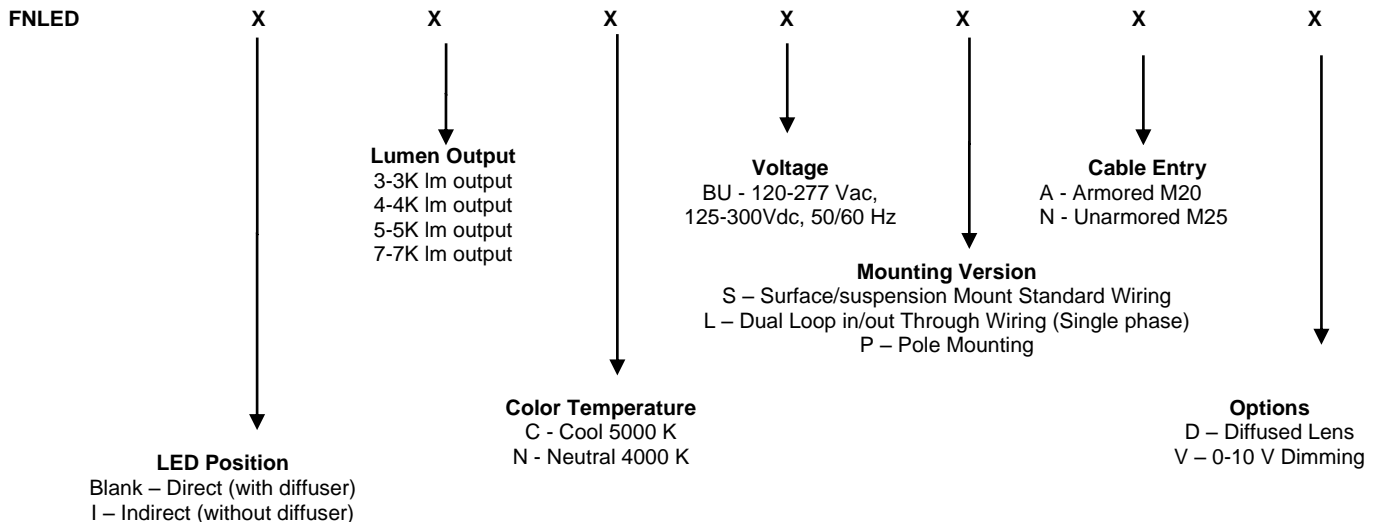 FNLED X X X X X X X
Lumen Output
3-3K lm output
4-4K lm output
5-5K lm output
7-7K lm output
Voltage
BU - 120-277 Vac,
125-300Vdc, 50/60 Hz
Cable Entry
A - Armored M20
N - Unarmored M25
Mounting Version
S – Surface/suspension Mount Standard Wiring
L – Dual Loop in/out Through Wiring (Single phase)
P – Pole Mounting
Color Temperature
C - Cool 5000 K
N - Neutral 4000 K
Options
D – Diffused Lens
V – 0-10 V Dimming
LED Position
Blank – Direct (with diffuser)
I – Indirect (without diffuser)